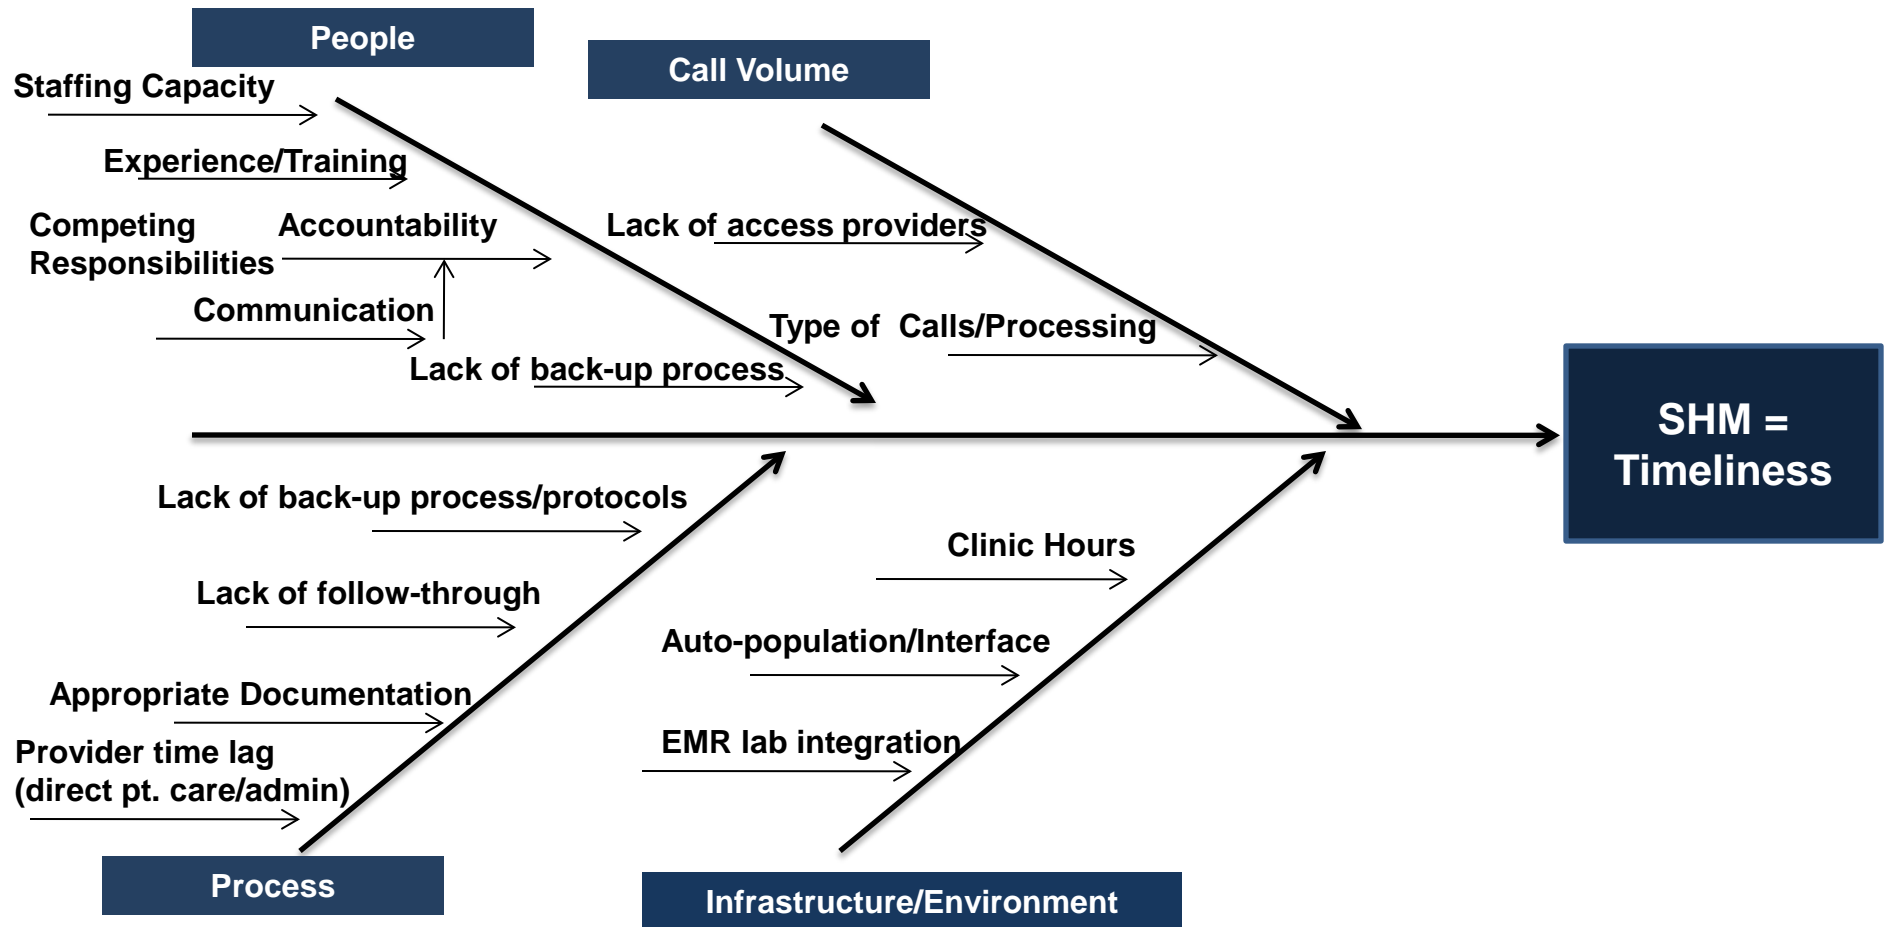 People
Call Volume
Staffing Capacity
Experience/Training
Competing
Responsibilities
Accountability
Lack of access providers
Communication
Type of Calls/Processing
Lack of back-up process
SHM =
Timeliness
Lack of back-up process/protocols
Clinic Hours
Lack of follow-through
Auto-population/Interface
Appropriate Documentation
EMR lab integration
Provider time lag
(direct pt. care/admin)
Process
Infrastructure/Environment